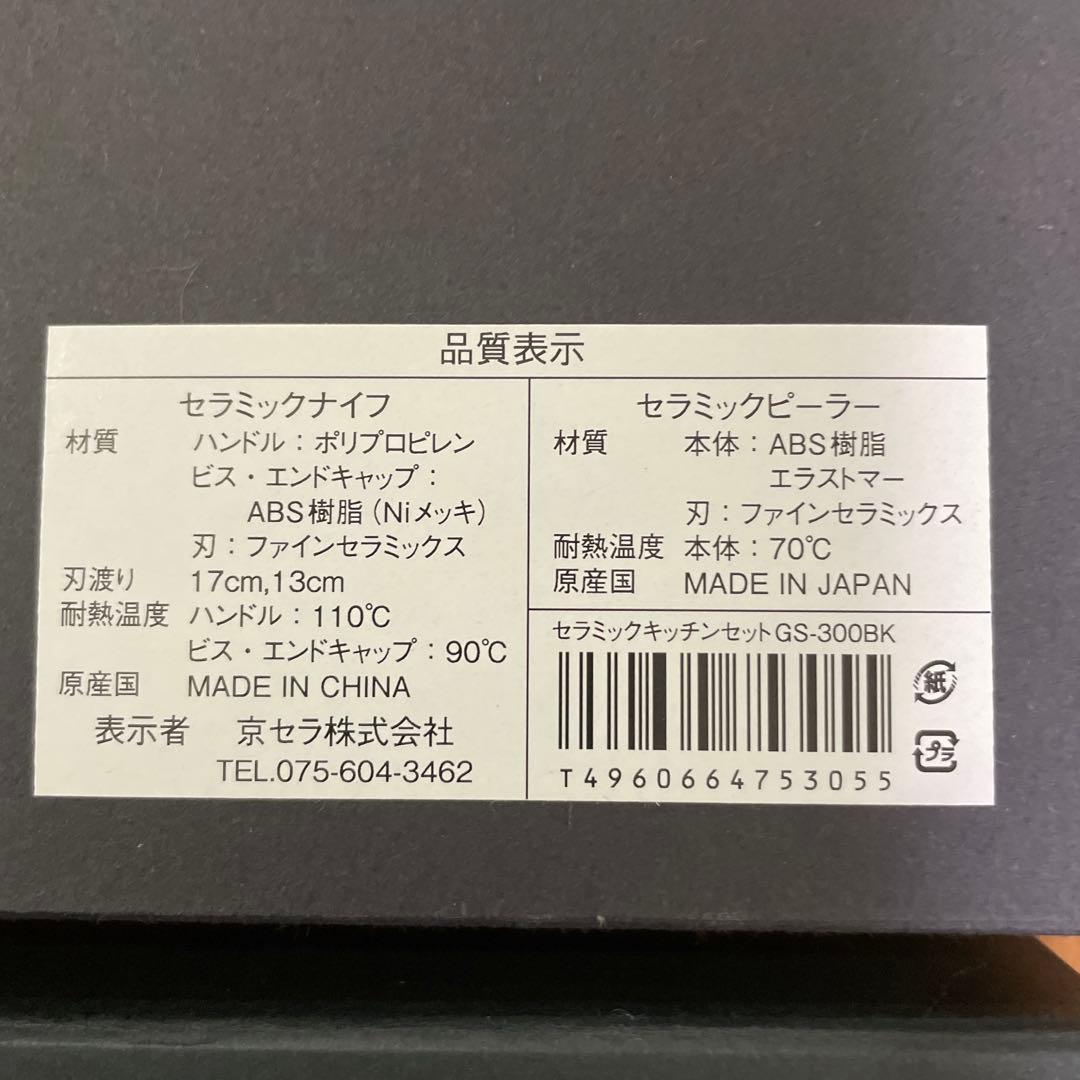 品質表示
セラミックナイフ
材質 ハンドル：ポリプロピレン
ビス・エンドキャップ：
ABS樹脂（Niメッキ）
刃：ファインセラミックス
刃渡り 17cm,13cm
耐熱温度 ハンドル：110℃
ビス・エンドキャップ：90℃
原産国 MADE IN CHINA
表示者 京セラ株式会社
TEL.075-604-3462
セラミックピーラー
材質 本体：ABS樹脂
エラストマー
刃：ファインセラミックス
耐熱温度 本体：70℃
原産国 MADE IN JAPAN
セラミックキッチンセットGS-300BK
紙
プラ
T4960664753055